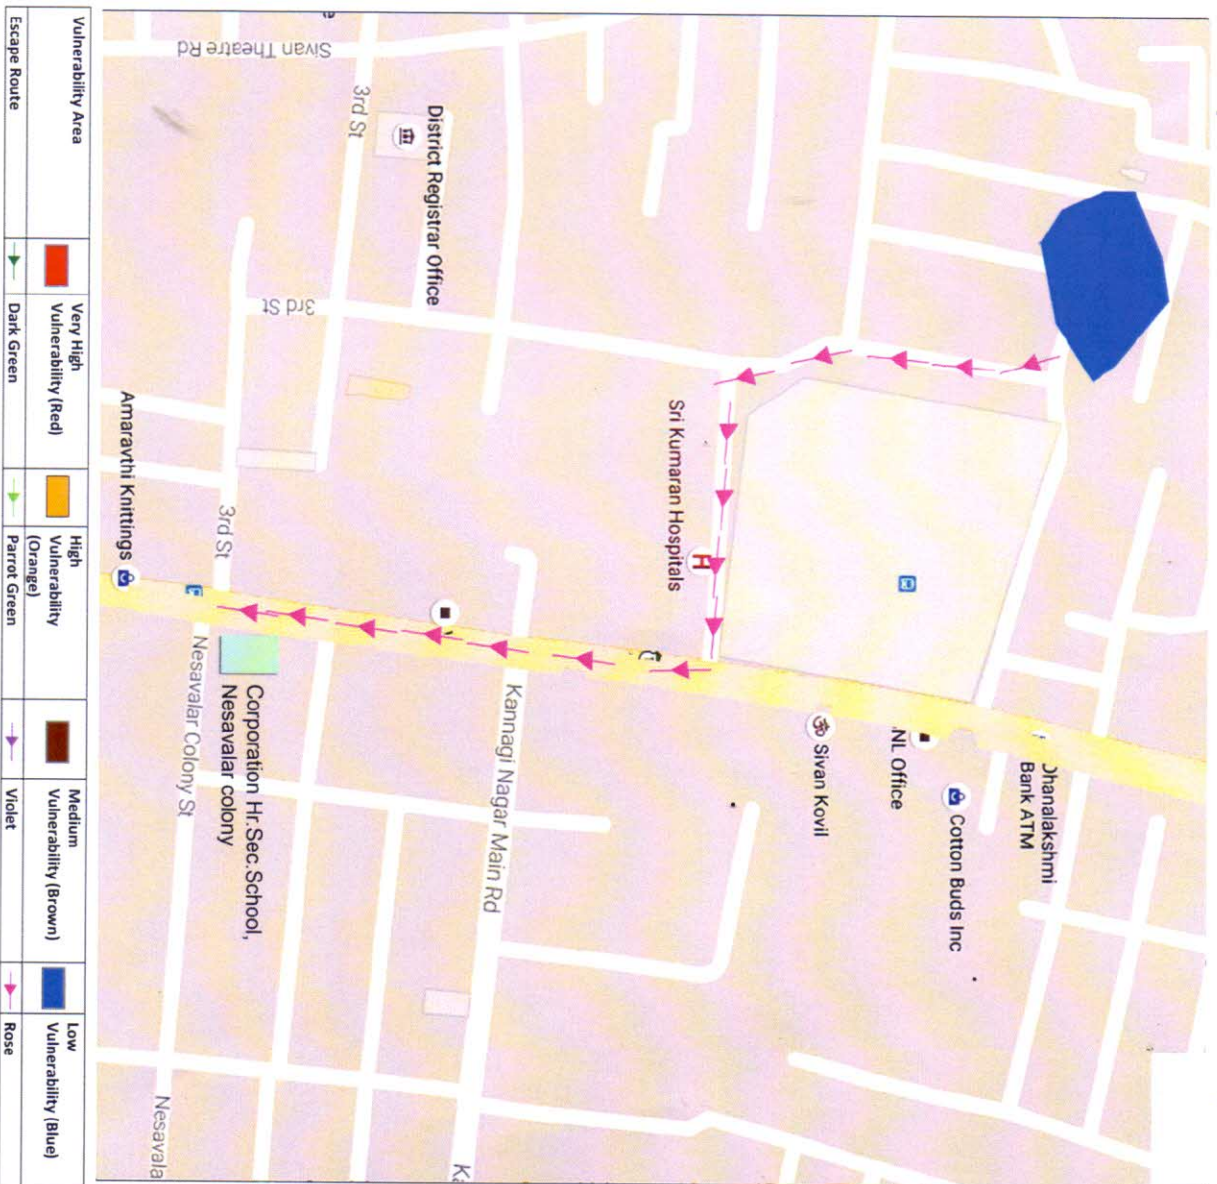 Dhanalakshmi
Bank ATM
Cotton Buds Inc
NL Office
Sivan Kovil
H
Sri Kumaran Hospitals
District Registrar Office
Sivan Theatre Rd
3rd St
3rd St
3rd St
Kannagi Nagar Main Rd
Corporation Hr.Sec.School,
Nesavalar colony
Nesavalar Colony St
Nesavala
Ka
Amaravthi Knittings
Vulnerability Area
Very High
Vulnerability (Red)
High
Vulnerability
(Orange)
Medium
Vulnerability (Brown)
Low
Vulnerability (Blue)
Escape Route
Dark Green
Parrot Green
Violet
Rose